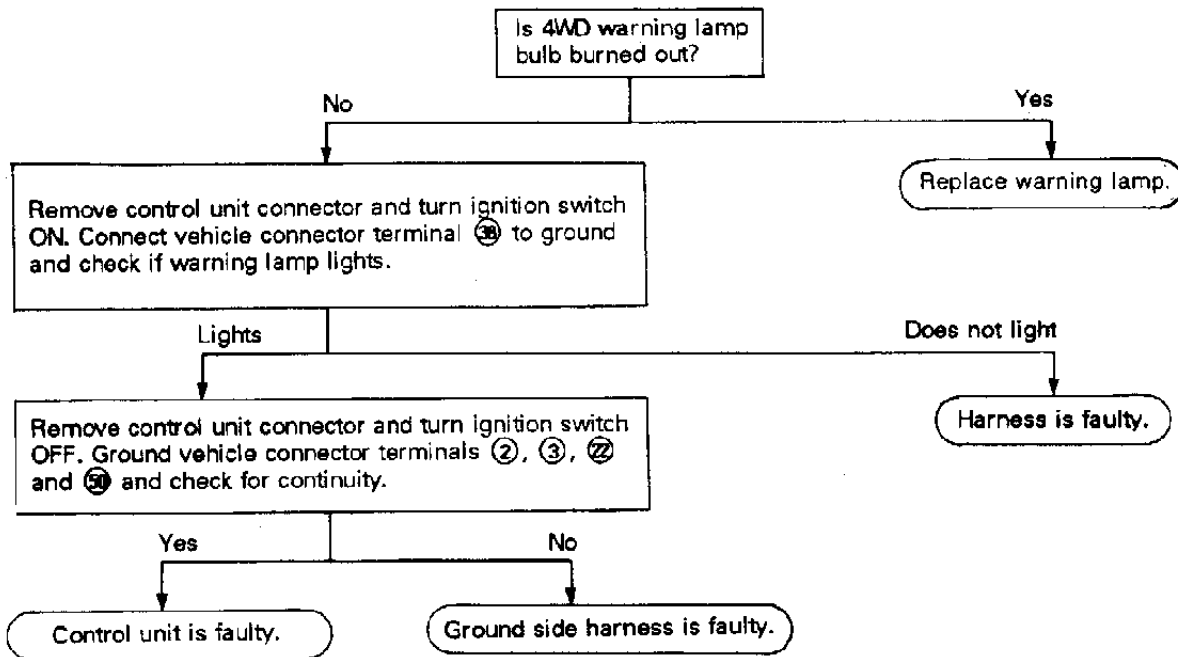 Is 4WD warning lamp
bulb burned out?
No
Yes
Remove control unit connector and turn ignition switch
ON. Connect vehicle connector terminal 38 to ground
and check if warning lamp lights.
Replace warning lamp.
Lights
Does not light
Remove control unit connector and turn ignition switch
OFF. Ground vehicle connector terminals 2, 3, 22
and 50 and check for continuity.
Harness is faulty.
Yes
No
Control unit is faulty.
Ground side harness is faulty.